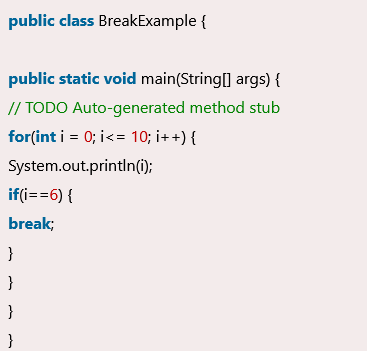 public class BreakExample {
public static void main(String[] args) {
// TODO Auto-generated method stub
for(int i = 0; i<= 10; i++) {
System.out.println(i);
if(i==6) {
break;
}
}
}
}